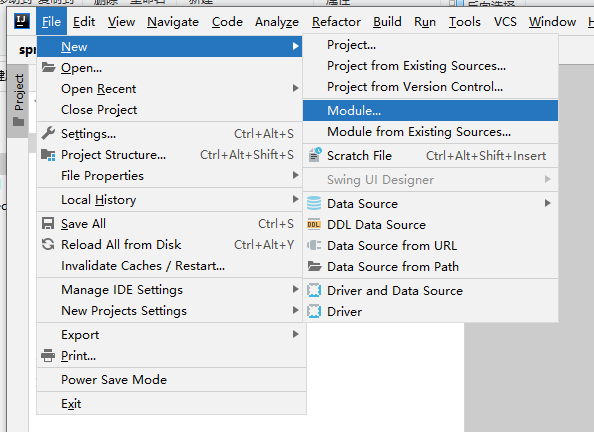 File Edit View Navigate Code Analyze Refactor Build Run Tools VCS Window
spr
Project
New
Open...
Open Recent
Close Project
Settings... Ctrl+Alt+S
Project Structure... Ctrl+Alt+Shift+S
File Properties
Local History
Save All Ctrl+S
Reload All from Disk Ctrl+Alt+Y
Invalidate Caches / Restart...
Manage IDE Settings
New Projects Settings
Export
Print...
Power Save Mode
Exit
Project...
Project from Existing Sources...
Project from Version Control...
Module...
Module from Existing Sources...
Scratch File Ctrl+Alt+Shift+Insert
Swing UI Designer
Data Source
DDL Data Source
Data Source from URL
Data Source from Path
Driver and Data Source
Driver